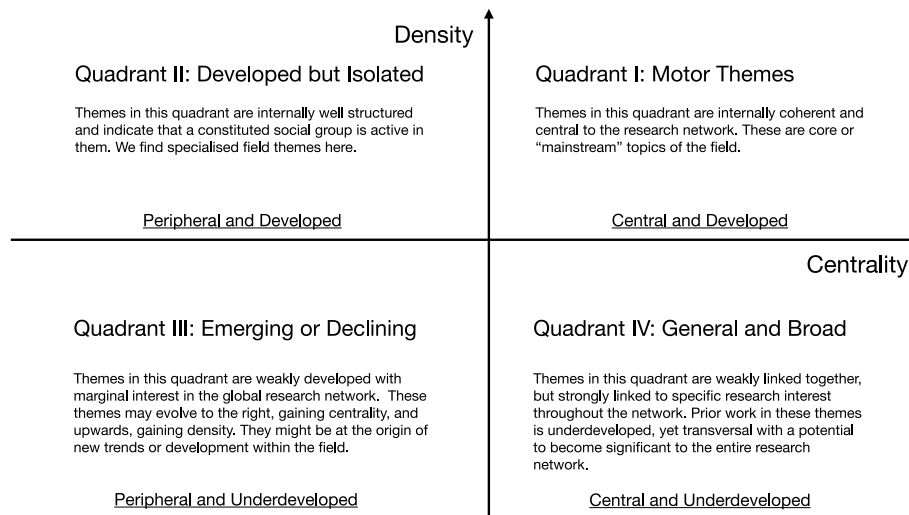 Density
Quadrant II: Developed but Isolated
Themes in this quadrant are internally well structured
and indicate that a constituted social group is active in
them. We find specialised field themes here.
Peripheral and Developed
Quadrant I: Motor Themes
Themes in this quadrant are internally coherent and
central to the research network. These are core or
“mainstream” topics of the field.
Central and Developed
Centrality
Quadrant III: Emerging or Declining
Themes in this quadrant are weakly developed with
marginal interest in the global research network.  These
themes may evolve to the right, gaining centrality, and
upwards, gaining density. They might be at the origin of
new trends or development within the field.
Peripheral and Underdeveloped
Quadrant IV: General and Broad
Themes in this quadrant are weakly linked together,
but strongly linked to specific research interest
throughout the network. Prior work in these themes
is underdeveloped, yet transversal with a potential
to become significant to the entire research
network.
Central and Underdeveloped